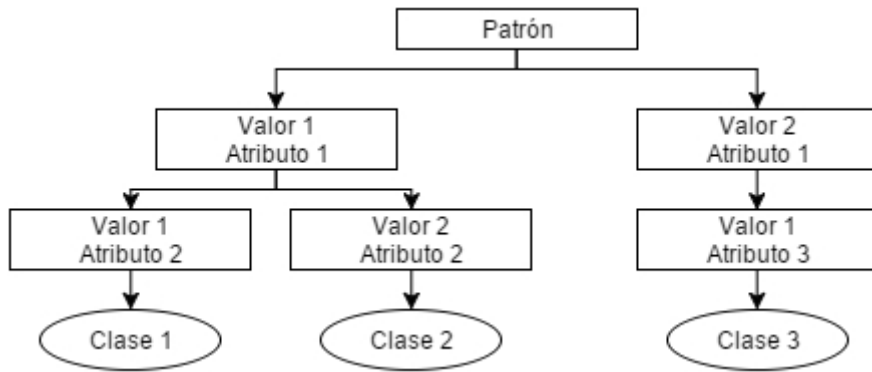 Patrón
Valor 1
Atributo 1
Valor 2
Atributo 1
Valor 1
Atributo 2
Valor 2
Atributo 2
Valor 1
Atributo 3
Clase 1
Clase 2
Clase 3